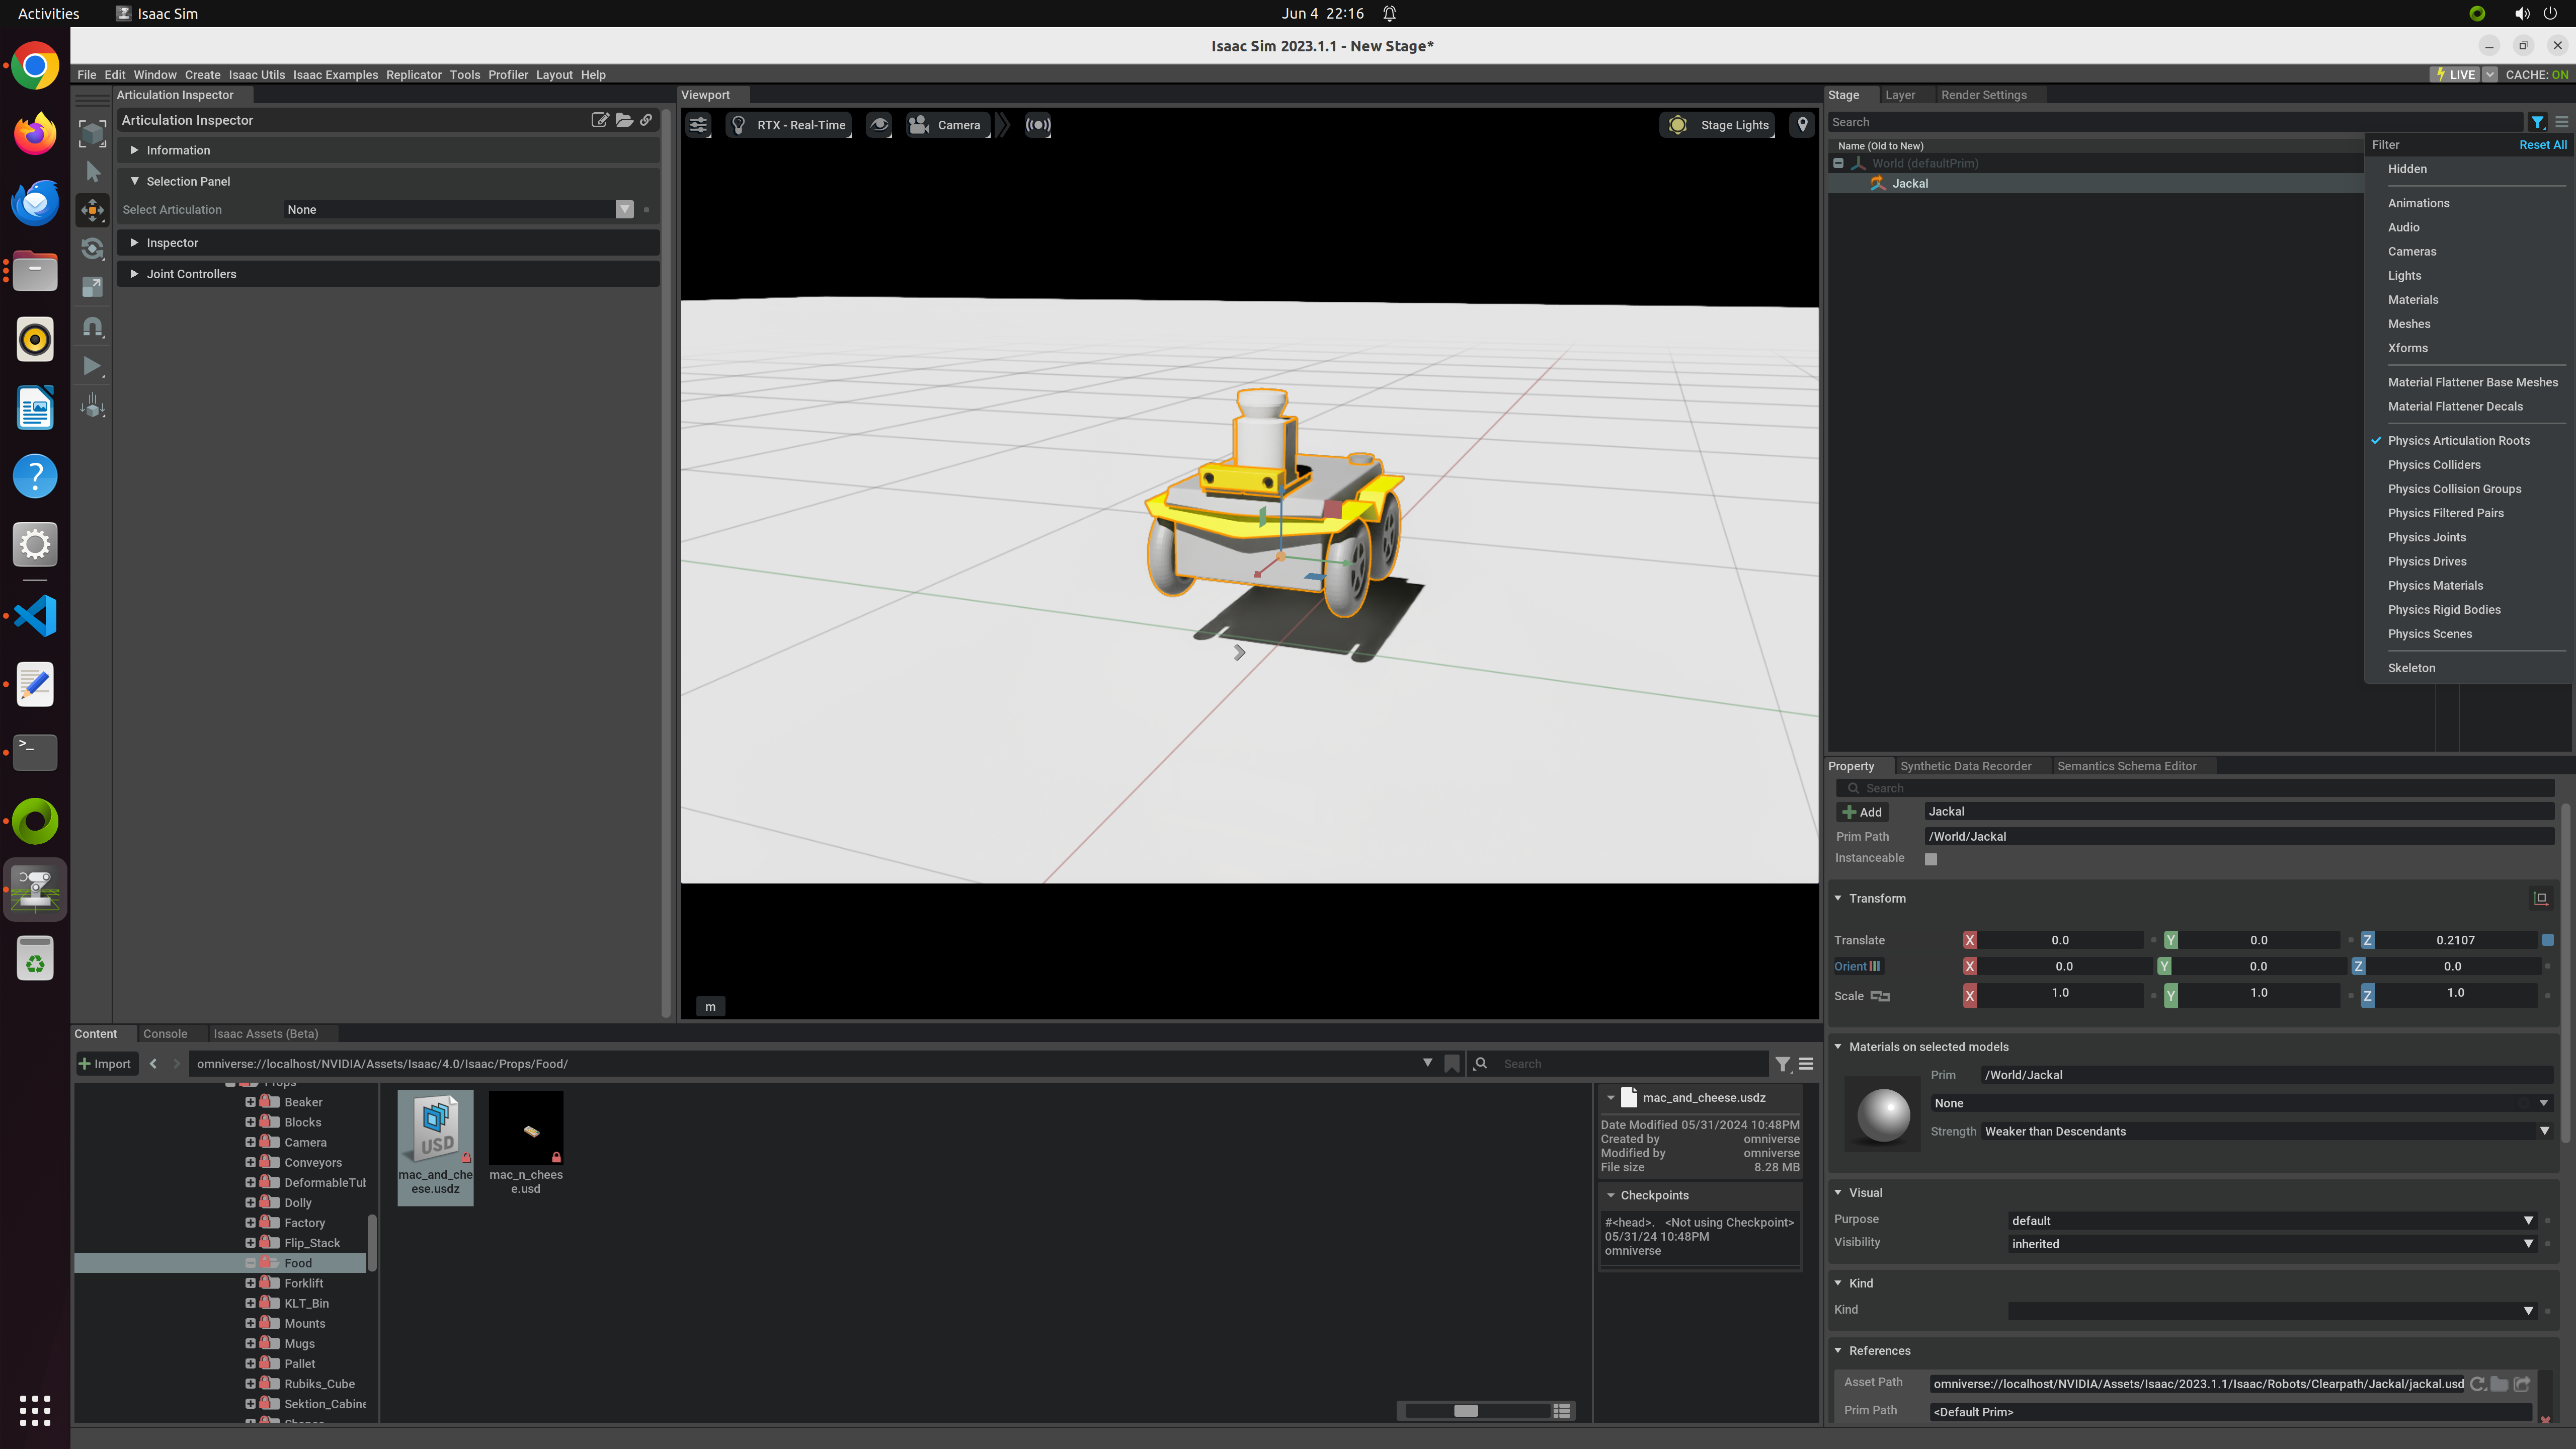 Activities
Isaac Sim
Jun 4 22:16
Isaac Sim 2023.1.1 - New Stage*
File Edit Window Create Isaac Utils Isaac Examples Replicator Tools Profiler Layout Help
LIVE
CACHE: ON
Articulation Inspector
Articulation Inspector
Information
Selection Panel
Select Articulation
None
Inspector
Joint Controllers
Viewport
RTX - Real-Time
Camera
Stage Lights
m
Stage
Layer
Render Settings
Search
Name (Old to New)
World (defaultPrim)
Jackal
Filter
Reset All
Hidden
Animations
Audio
Cameras
Lights
Materials
Meshes
Xforms
Material Flattener Base Meshes
Material Flattener Decals
Physics Articulation Roots
Physics Colliders
Physics Collision Groups
Physics Filtered Pairs
Physics Joints
Physics Drives
Physics Materials
Physics Rigid Bodies
Physics Scenes
Skeleton
Property
Synthetic Data Recorder
Semantics Schema Editor
Search
Add
Jackal
Prim Path
/World/Jackal
Instanceable
Transform
Translate X 0.0 Y 0.0 Z 0.2107
Orient X 0.0 Y 0.0 Z 0.0
Scale X 1.0 Y 1.0 Z 1.0
Materials on selected models
Prim
/World/Jackal
None
Strength
Weaker than Descendants
Visual
Purpose
default
Visibility
inherited
Kind
Kind
References
Asset Path
omniverse://localhost/NVIDIA/Assets/Isaac/2023.1.1/Isaac/Robots/Clearpath/Jackal/jackal.usd
Prim Path
<Default Prim>
Content
Console
Isaac Assets (Beta)
Import
omniverse://localhost/NVIDIA/Assets/Isaac/4.0/Isaac/Props/Food/
Search
Props
Beaker
Blocks
Camera
Conveyors
DeformableTub
Dolly
Factory
Flip_Stack
Food
Forklift
KLT_Bin
Mounts
Mugs
Pallet
Rubiks_Cube
Sektion_Cabine
USD
mac_and_che
ese.usdz
mac_n_chees
e.usd
mac_and_cheese.usdz
Date Modified 05/31/2024 10:48PM
Created by omniverse
Modified by omniverse
File size 8.28 MB
Checkpoints
#<head>. <Not using Checkpoint>
05/31/24 10:48PM
omniverse